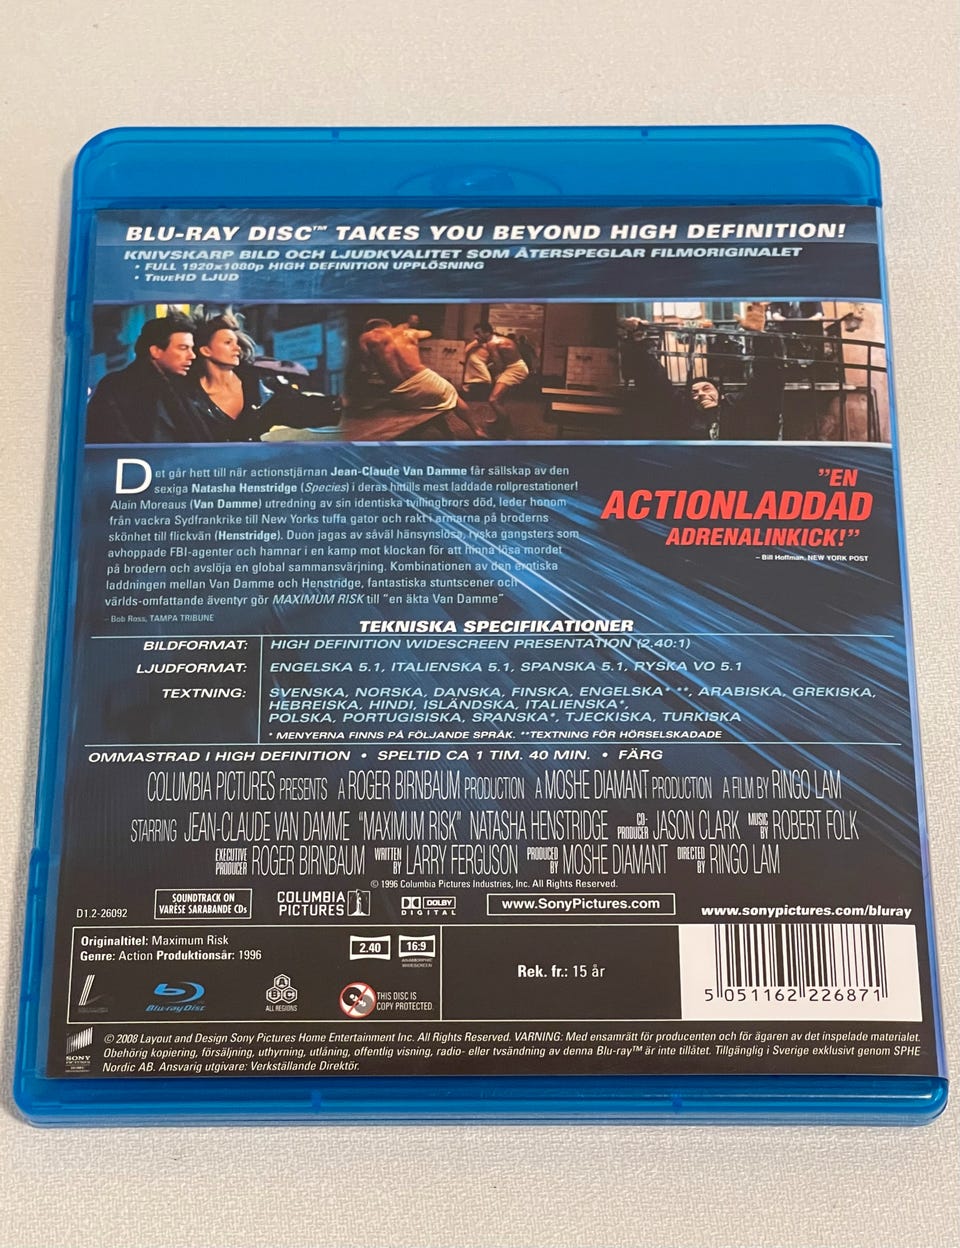 BLU-RAY DISC™ TAKES YOU BEYOND HIGH DEFINITION!
KNIVSKARP BILD OCH LJUDKVALITET SOM ÅTERSPEGLAR FILMORIGINALET
• FULL 1920x1080p HIGH DEFINITION UPPLÖSNING
• TRUEHD LJUD
Det går hett till när actionstjärnan Jean-Claude Van Damme får sällskap av den
sexiga Natasha Henstridge (Species) i deras hittills mest laddade rollprestationer!
Alain Moreaus (Van Damme) utredning av sin identiska tvillingbrors död, leder honom
från vackra Sydfrankrike till New Yorks tuffa gator och rakt i armarna på broderns
skönhet till flickvän (Henstridge). Duon jagas av såväl hänsynslösa, ryska gangsters som
avhoppade FBI-agenter och hamnar i en kamp mot klockan för att hinna lösa mordet
på brodern och avslöja en global sammansvärjning. Kombinationen av den erotiska
laddningen mellan Van Damme och Henstridge, fantastiska stuntscener och
världs-omfattande äventyr gör MAXIMUM RISK till "en äkta Van Damme"
- Bob Ross, TAMPA TRIBUNE
"EN
ACTIONLADDAD
ADRENALINKICK!"
– Bill Hoffman, NEW YORK POST
TEKNISKA SPECIFIKATIONER
BILDFORMAT: HIGH DEFINITION WIDESCREEN PRESENTATION (2.40:1)
LJUDFORMAT: ENGELSKA 5.1, ITALIENSKA 5.1, SPANSKA 5.1, RYSKA VO 5.1
TEXTNING: SVENSKA, NORSKA, DANSKA, FINSKA, ENGELSKA* **, ARABISKA, GREKISKA,
HEBREISKA, HINDI, ISLÄNDSKA, ITALIENSKA*,
POLSKA, PORTUGISISKA, SPANSKA*, TJECKISKA, TURKISKA
* MENYERNA FINNS PÅ FÖLJANDE SPRÅK. **TEXTNING FÖR HÖRSELSKADADE
OMMASTRAD I HIGH DEFINITION • SPELTID CA 1 TIM. 40 MIN. • FÄRG
COLUMBIA PICTURES PRESENTS A ROGER BIRNBAUM PRODUCTION A MOSHE DIAMANT PRODUCTION A FILM BY RINGO LAM
STARRING JEAN-CLAUDE VAN DAMME "MAXIMUM RISK" NATASHA HENSTRIDGE CO-PRODUCER JASON CLARK MUSIC BY ROBERT FOLK
EXECUTIVE PRODUCER ROGER BIRNBAUM WRITTEN BY LARRY FERGUSON PRODUCED BY MOSHE DIAMANT DIRECTED BY RINGO LAM
© 1996 Columbia Pictures Industries, Inc. All Rights Reserved.
D1.2-26092
SOUNDTRACK ON
VARÈSE SARABANDE CDs
COLUMBIA
PICTURES
DOLBY
DIGITAL
www.SonyPictures.com
www.sonypictures.com/bluray
Originaltitel: Maximum Risk
Genre: Action Produktionsår: 1996
2.40
16:9
ANAMORPHIC
WIDESCREEN
Blu-ray Disc
A
B
C
ALL REGIONS
THIS DISC IS
COPY PROTECTED.
Rek. fr.: 15 år
5 051162 226871
SONY
PICTURES
© 2008 Layout and Design Sony Pictures Home Entertainment Inc. All Rights Reserved. VARNING: Med ensamrätt för producenten och för ägaren av det inspelade materialet.
Obehörig kopiering, försäljning, uthyrning, utlåning, offentlig visning, radio- eller tvsändning av denna Blu-ray™ är inte tillåtet. Tillgänglig i Sverige exklusivt genom SPHE
Nordic AB. Ansvarig utgivare: Verkställande Direktör.